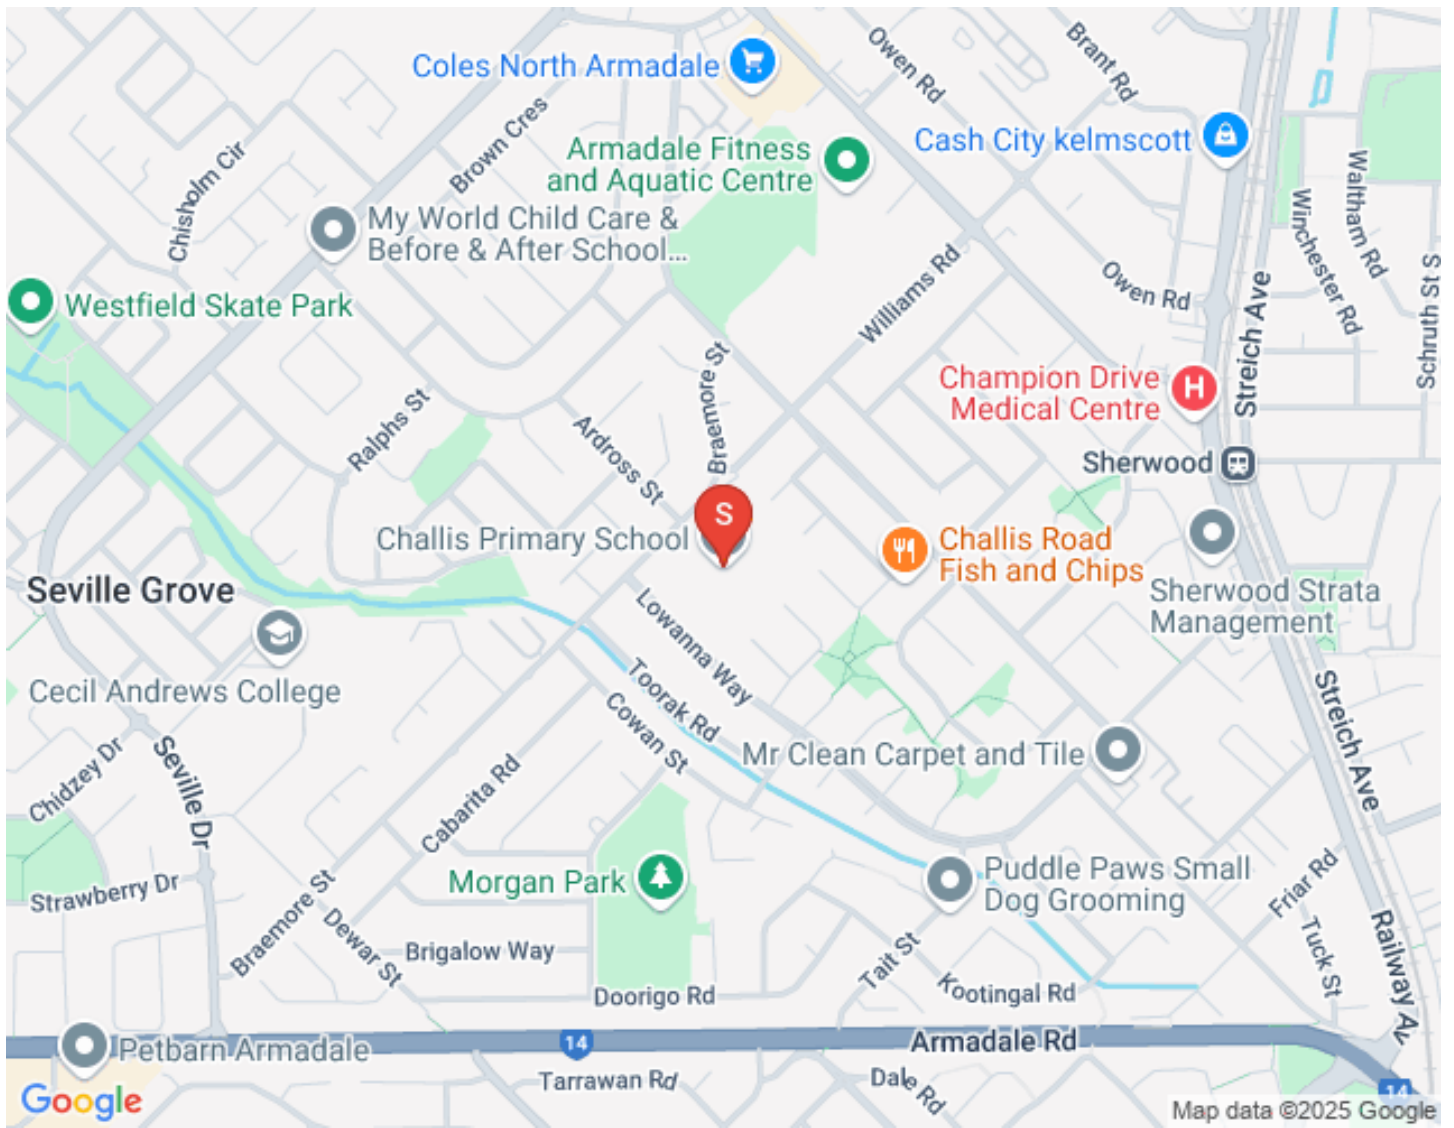 Owen Rd
Brant Rd
Coles North Armadale
Brown Cres
Cash City kelmscott
Armadale Fitness
and Aquatic Centre
Chisholm Cir
Waltham Rd
Winchester Rd
My World Child Care &
Before & After School...
Williams Rd
Owen Rd
Westfield Skate Park
Streich Ave
Schruth St S
Braemore St
Champion Drive
Medical Centre
H
Ralphs St
Ardross St
Sherwood
S
Challis Primary School
Challis Road
Fish and Chips
Seville Grove
Sherwood Strata
Management
Lowanna Way
Cecil Andrews College
Toorak Rd
Cowan St
Streich Ave
Mr Clean Carpet and Tile
Chidzey Dr
Seville Dr
Cabarita Rd
Morgan Park
Puddle Paws Small
Dog Grooming
Friar Rd
Strawberry Dr
Braemore St
Dewar St
Brigalow Way
Tait St
Tuck St
Railway Av
Doorigo Rd
Kootingal Rd
Petbarn Armadale
14
Armadale Rd
Tarrawan Rd
Dale Rd
14
Google
Map data ©2025 Google